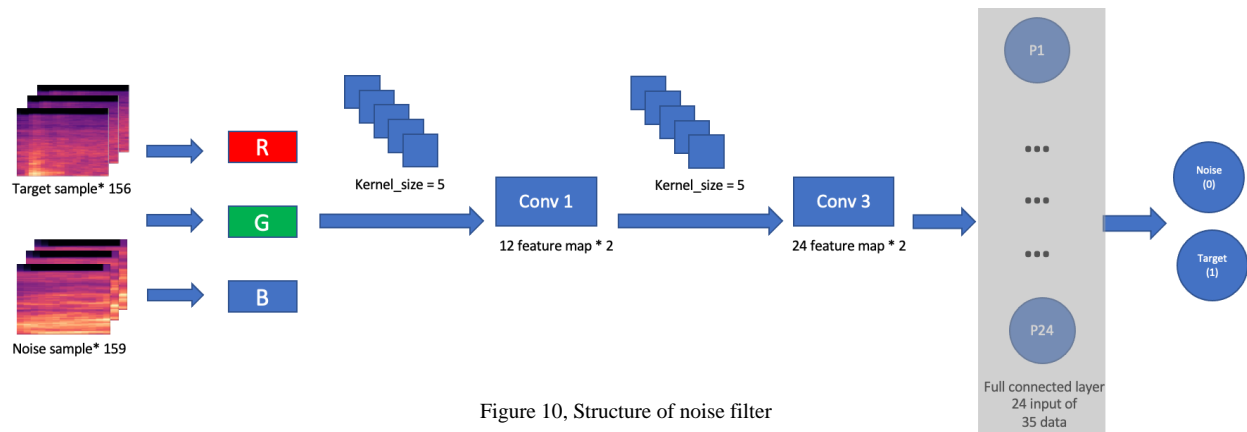 Target sample* 156
Noise sample* 159
R
G
B
Kernel_size = 5
Conv 1
12 feature map * 2
Kernel_size = 5
Conv 3
24 feature map * 2
P1
...
...
...
P24
Full connected layer
24 input of
35 data
Noise
(0)
Target
(1)
Figure 10, Structure of noise filter